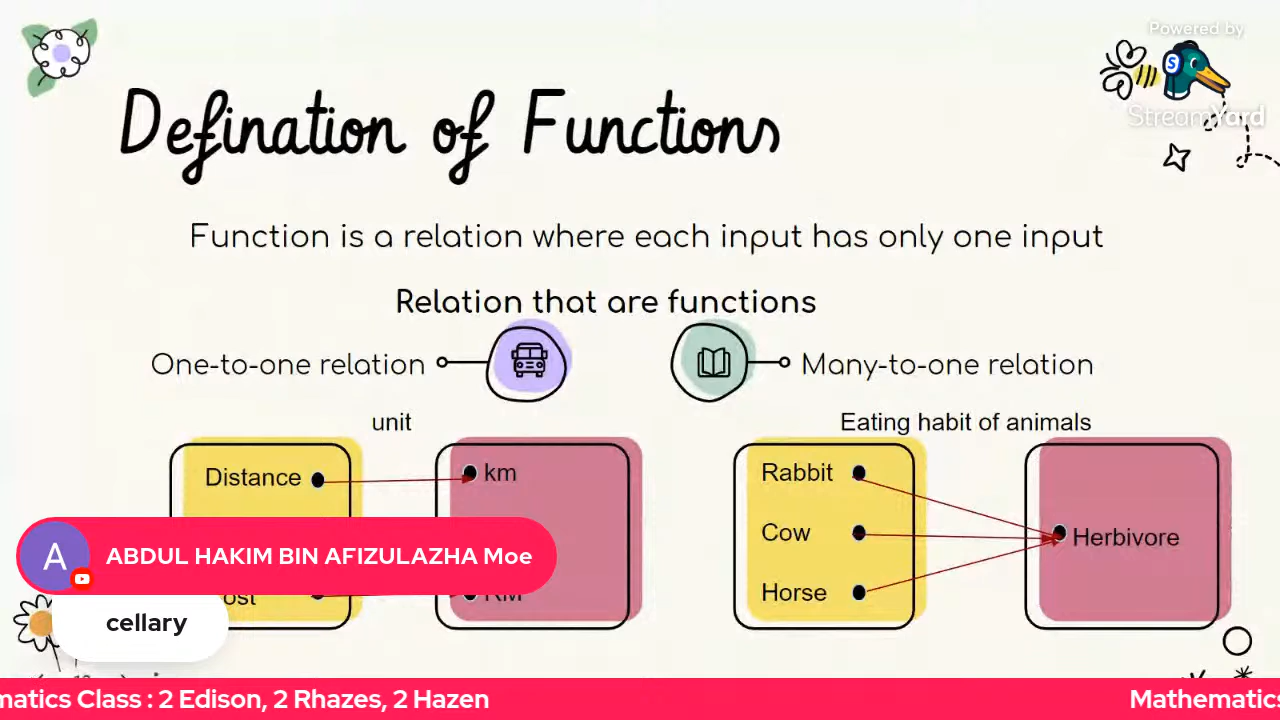 Powered by
StreamYard
Defination of Functions
Function is a relation where each input has only one input
Relation that are functions
One-to-one relation
Many-to-one relation
unit
Eating habit of animals
Distance
km
Rabbit
Cow
Horse
Herbivore
A
ABDUL HAKIM BIN AFIZULAZHA Moe
ost
RM
cellary
matics Class : 2 Edison, 2 Rhazes, 2 Hazen
Mathematics